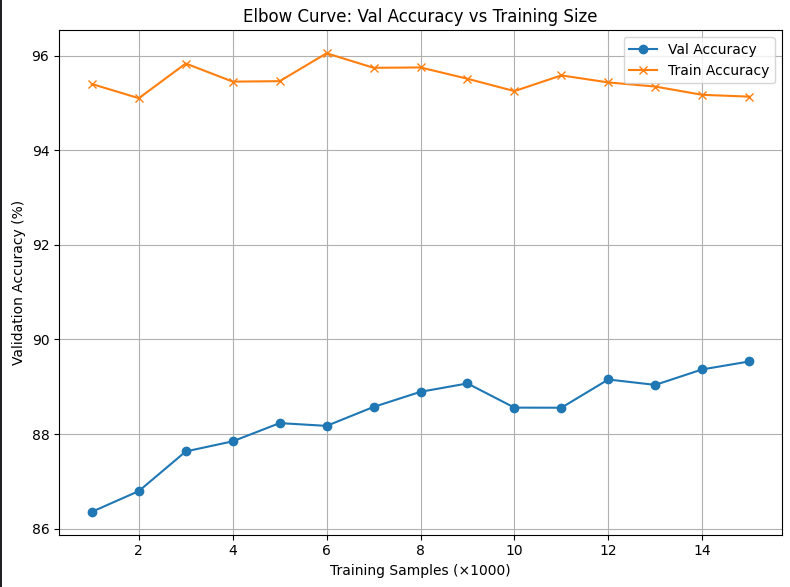 Elbow Curve: Val Accuracy vs Training Size
Val Accuracy
Train Accuracy
96
94
92
90
88
86
Validation Accuracy (%)
2 4 6 8 10 12 14
Training Samples (×1000)